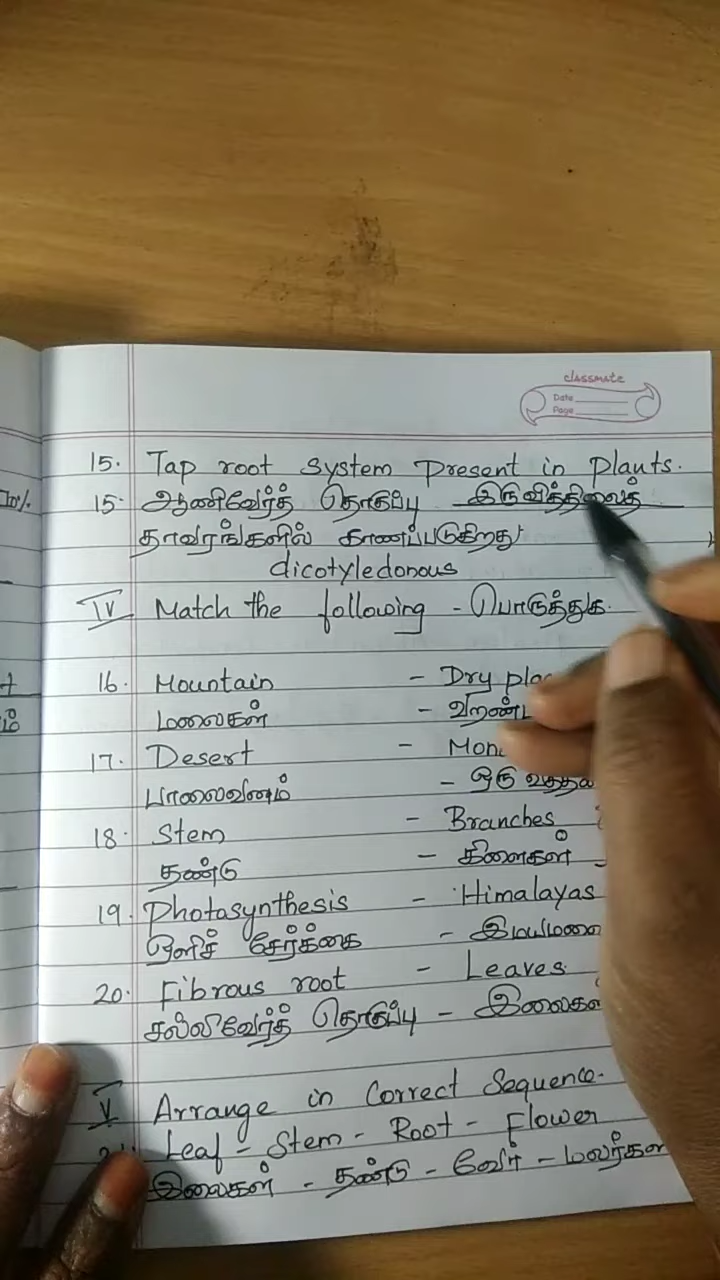 classmate
Date
Page
15. Tap root system Present in Plants.
15. ஆணிவேர்த் தொகுப்பு இருவித்திலைத்
தாவரங்களில் காணப்படுகிறது
dicotyledonous
IV Match the following - பொருத்துக.
16. Mountain - Dry
மலைகள்
17. Desert
பாலைவனம் - ஒரு
18. Stem - Branches
தண்டு - கிளைகள்
19. Photasynthesis - Himalayas
ஒளிச் சேர்க்கை - இமயமலை
20. Fibrous root - Leaves.
சல்லிவேர்த் தொகுப்பு - இலைகள்
V Arrange in Correct Sequence.
Leaf - Stem - Root - Flower
இலைகள் - தண்டு - வேர் - மலர்கள்